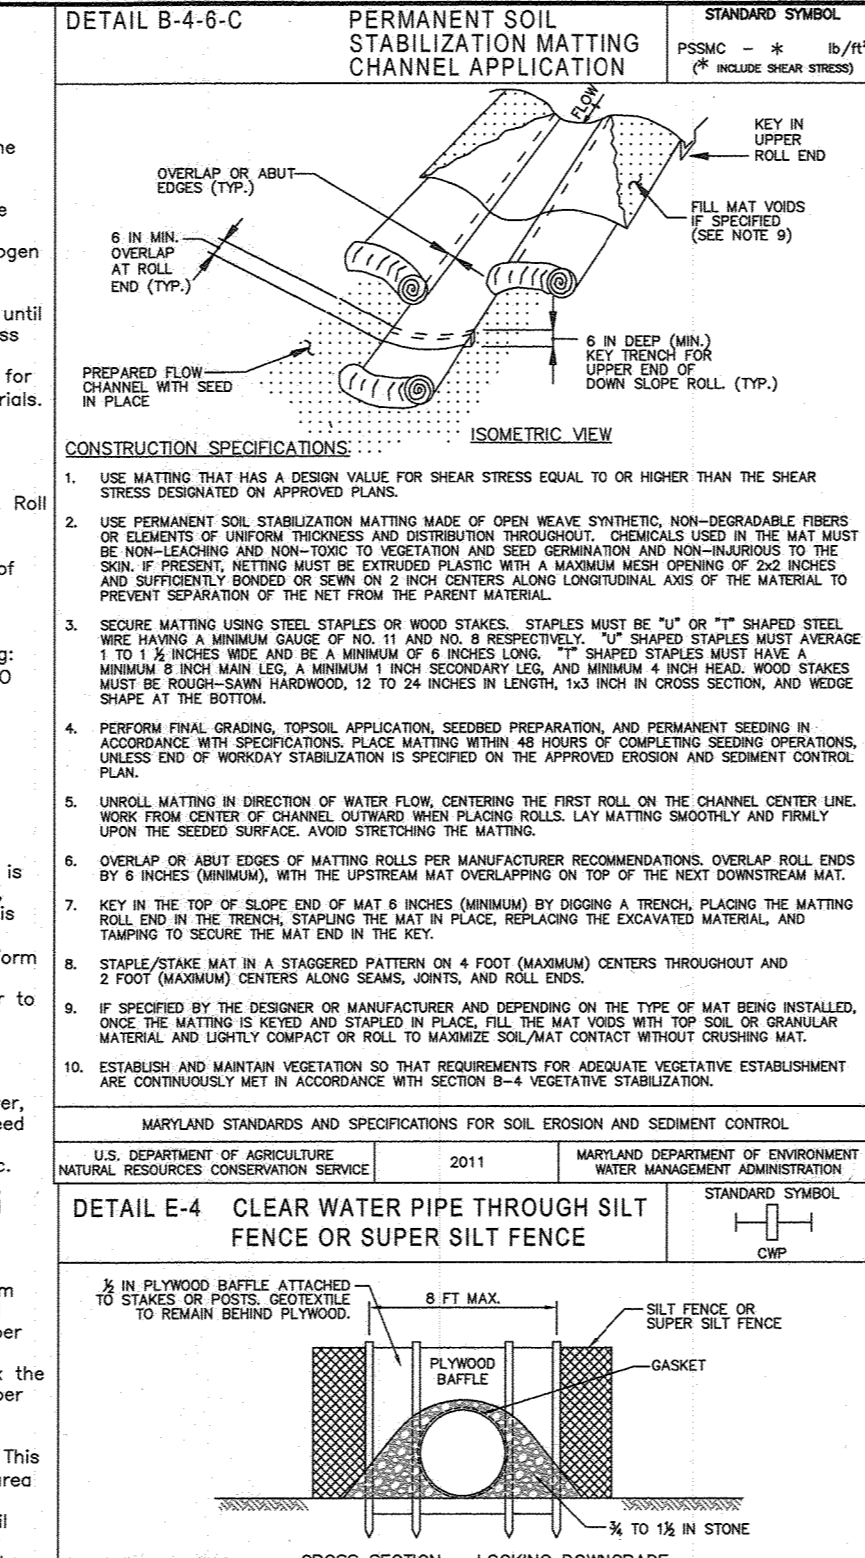 DETAIL B-4-6-C
PERMANENT SOIL
STABILIZATION MATTING
CHANNEL APPLICATION
STANDARD SYMBOL
PSSMC – * lb/ft²
(* INCLUDE SHEAR STRESS)
FLOW
KEY IN
UPPER
ROLL END
OVERLAP OR ABUT
EDGES (TYP.)
FILL MAT VOIDS
IF SPECIFIED
(SEE NOTE 9)
6 IN MIN.
OVERLAP
AT ROLL
END (TYP.)
6 IN DEEP (MIN.)
KEY TRENCH FOR
UPPER END OF
DOWN SLOPE ROLL. (TYP.)
PREPARED FLOW
CHANNEL WITH SEED
IN PLACE
ISOMETRIC VIEW
CONSTRUCTION SPECIFICATIONS:
1. USE MATTING THAT HAS A DESIGN VALUE FOR SHEAR STRESS EQUAL TO OR HIGHER THAN THE SHEAR
STRESS DESIGNATED ON APPROVED PLANS.
2. USE PERMANENT SOIL STABILIZATION MATTING MADE OF OPEN WEAVE SYNTHETIC, NON-DEGRADABLE FIBERS
OR ELEMENTS OF UNIFORM THICKNESS AND DISTRIBUTION THROUGHOUT. CHEMICALS USED IN THE MAT MUST
BE NON-LEACHING AND NON-TOXIC TO VEGETATION AND SEED GERMINATION AND NON-INJURIOUS TO THE
SKIN. IF PRESENT, NETTING MUST BE EXTRUDED PLASTIC WITH A MAXIMUM MESH OPENING OF 2x2 INCHES
AND SUFFICIENTLY BONDED OR SEWN ON 2 INCH CENTERS ALONG LONGITUDINAL AXIS OF THE MATERIAL TO
PREVENT SEPARATION OF THE NET FROM THE PARENT MATERIAL.
3. SECURE MATTING USING STEEL STAPLES OR WOOD STAKES. STAPLES MUST BE "U" OR "T" SHAPED STEEL
WIRE HAVING A MINIMUM GAUGE OF NO. 11 AND NO. 8 RESPECTIVELY. "U" SHAPED STAPLES MUST AVERAGE
1 TO 1 ½ INCHES WIDE AND BE A MINIMUM OF 6 INCHES LONG. "T" SHAPED STAPLES MUST HAVE A
MINIMUM 8 INCH MAIN LEG, A MINIMUM 1 INCH SECONDARY LEG, AND MINIMUM 4 INCH HEAD. WOOD STAKES
MUST BE ROUGH-SAWN HARDWOOD, 12 TO 24 INCHES IN LENGTH, 1x3 INCH IN CROSS SECTION, AND WEDGE
SHAPE AT THE BOTTOM.
4. PERFORM FINAL GRADING, TOPSOIL APPLICATION, SEEDBED PREPARATION, AND PERMANENT SEEDING IN
ACCORDANCE WITH SPECIFICATIONS. PLACE MATTING WITHIN 48 HOURS OF COMPLETING SEEDING OPERATIONS,
UNLESS END OF WORKDAY STABILIZATION IS SPECIFIED ON THE APPROVED EROSION AND SEDIMENT CONTROL
PLAN.
5. UNROLL MATTING IN DIRECTION OF WATER FLOW, CENTERING THE FIRST ROLL ON THE CHANNEL CENTER LINE.
WORK FROM CENTER OF CHANNEL OUTWARD WHEN PLACING ROLLS. LAY MATTING SMOOTHLY AND FIRMLY
UPON THE SEEDED SURFACE. AVOID STRETCHING THE MATTING.
6. OVERLAP OR ABUT EDGES OF MATTING ROLLS PER MANUFACTURER RECOMMENDATIONS. OVERLAP ROLL ENDS
BY 6 INCHES (MINIMUM), WITH THE UPSTREAM MAT OVERLAPPING ON TOP OF THE NEXT DOWNSTREAM MAT.
7. KEY IN THE TOP OF SLOPE END OF MAT 6 INCHES (MINIMUM) BY DIGGING A TRENCH, PLACING THE MATTING
ROLL END IN THE TRENCH, STAPLING THE MAT IN PLACE, REPLACING THE EXCAVATED MATERIAL, AND
TAMPING TO SECURE THE MAT END IN THE KEY.
8. STAPLE/STAKE MAT IN A STAGGERED PATTERN ON 4 FOOT (MAXIMUM) CENTERS THROUGHOUT AND
2 FOOT (MAXIMUM) CENTERS ALONG SEAMS, JOINTS, AND ROLL ENDS.
9. IF SPECIFIED BY THE DESIGNER OR MANUFACTURER AND DEPENDING ON THE TYPE OF MAT BEING INSTALLED,
ONCE THE MATTING IS KEYED AND STAPLED IN PLACE, FILL THE MAT VOIDS WITH TOP SOIL OR GRANULAR
MATERIAL AND LIGHTLY COMPACT OR ROLL TO MAXIMIZE SOIL/MAT CONTACT WITHOUT CRUSHING MAT.
10. ESTABLISH AND MAINTAIN VEGETATION SO THAT REQUIREMENTS FOR ADEQUATE VEGETATIVE ESTABLISHMENT
ARE CONTINUOUSLY MET IN ACCORDANCE WITH SECTION B-4 VEGETATIVE STABILIZATION.
MARYLAND STANDARDS AND SPECIFICATIONS FOR SOIL EROSION AND SEDIMENT CONTROL
U.S. DEPARTMENT OF AGRICULTURE
NATURAL RESOURCES CONSERVATION SERVICE
2011
MARYLAND DEPARTMENT OF ENVIRONMENT
WATER MANAGEMENT ADMINISTRATION
DETAIL E-4 CLEAR WATER PIPE THROUGH SILT
FENCE OR SUPER SILT FENCE
STANDARD SYMBOL
CWP
½ IN PLYWOOD BAFFLE ATTACHED
TO STAKES OR POSTS. GEOTEXTILE
TO REMAIN BEHIND PLYWOOD.
8 FT MAX.
SILT FENCE OR
SUPER SILT FENCE
PLYWOOD
BAFFLE
GASKET
¾ TO 1½ IN STONE
until
for
Roll
of
is
is
to
the
This